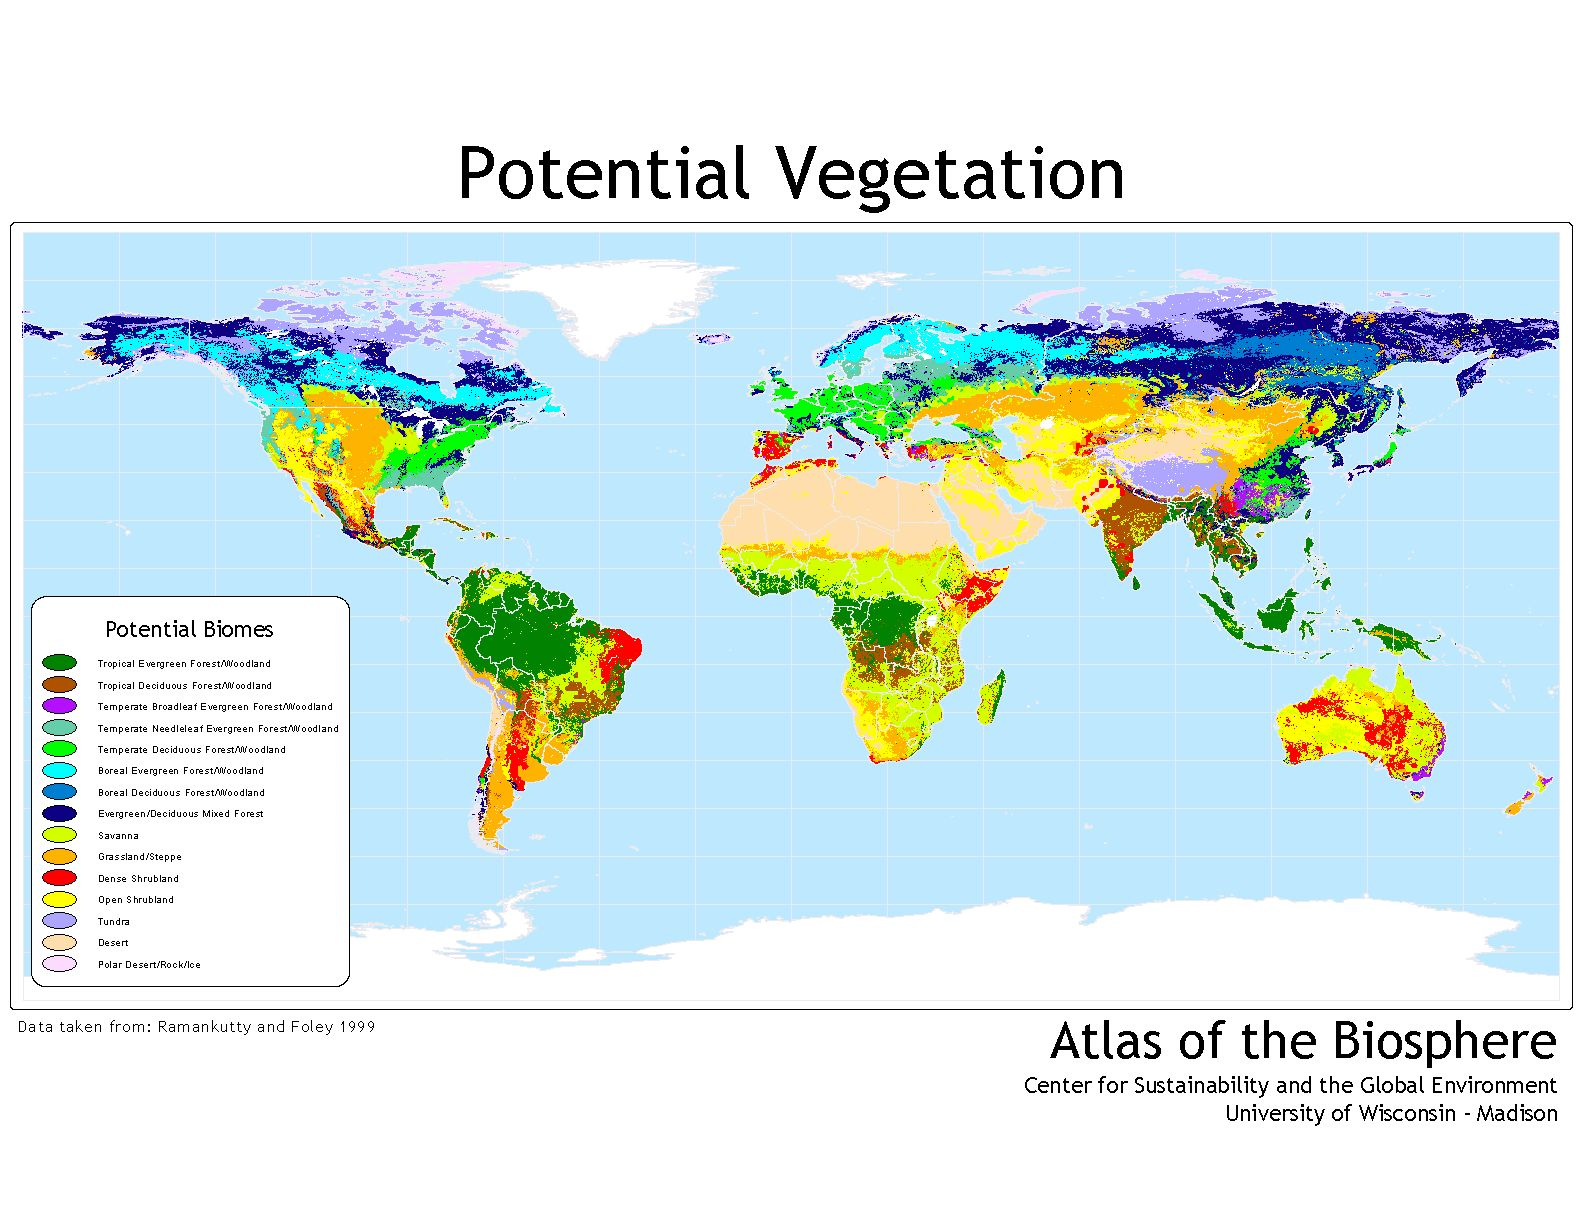 Potential Vegetation
Potential Biomes
Tropical Evergreen Forest/Woodland
Tropical Deciduous Forest/Woodland
Temperate Broadleaf Evergreen Forest/Woodland
Temperate Needleleaf Evergreen Forest/Woodland
Temperate Deciduous Forest/Woodland
Boreal Evergreen Forest/Woodland
Boreal Deciduous Forest/Woodland
Evergreen/Deciduous Mixed Forest
Savanna
Grassland/Steppe
Dense Shrubland
Open Shrubland
Tundra
Desert
Polar Desert/Rock/Ice
Data taken from: Ramankutty and Foley 1999
Atlas of the Biosphere
Center for Sustainability and the Global Environment
University of Wisconsin - Madison